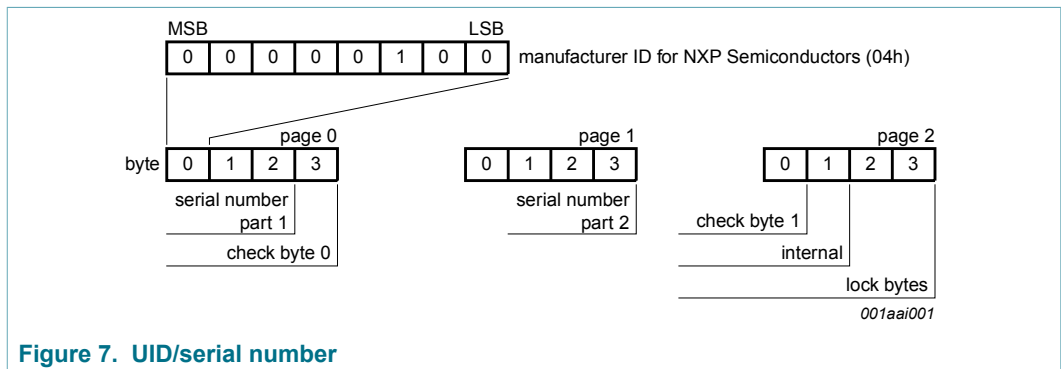 MSB LSB
0 0 0 0 0 1 0 0 manufacturer ID for NXP Semiconductors (04h)
page 0 page 1 page 2
byte 0 1 2 3 0 1 2 3 0 1 2 3
serial number
part 1
check byte 0
serial number
part 2
check byte 1
internal
lock bytes
001aai001
Figure 7. UID/serial number